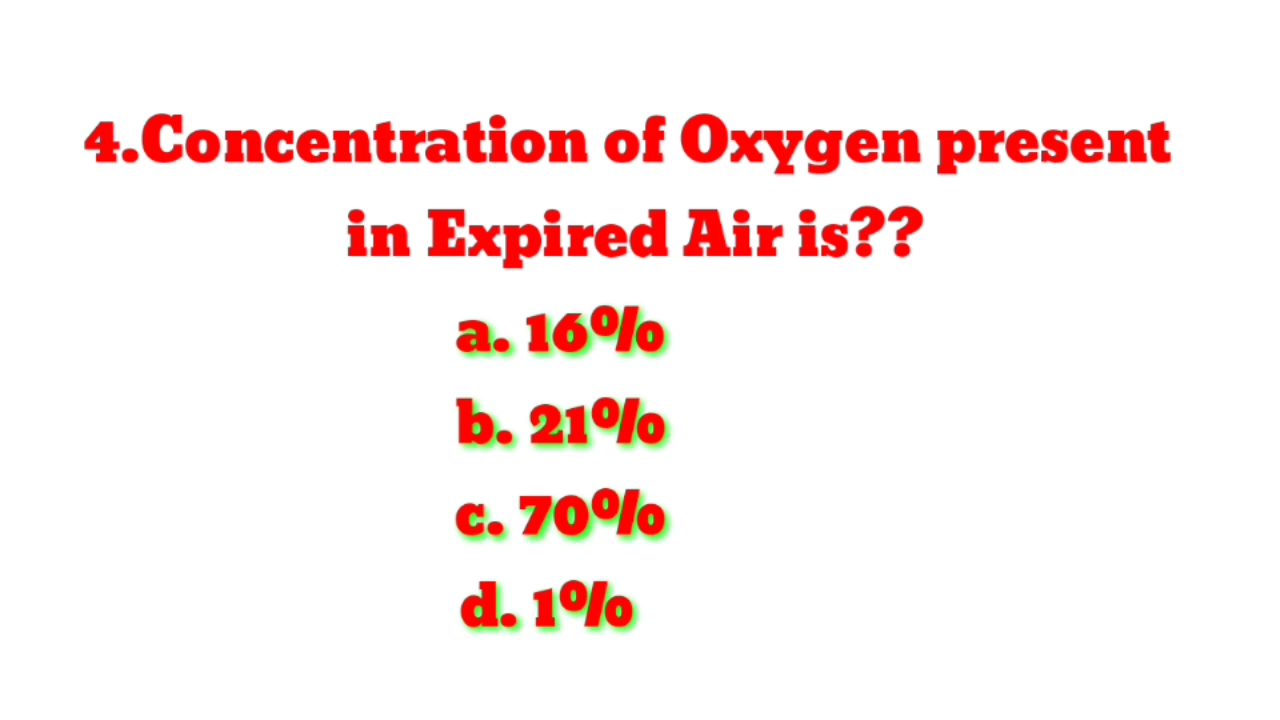 4.Concentration of Oxygen present
in Expired Air is??
a. 16%
b. 21%
c. 70%
d. 1%